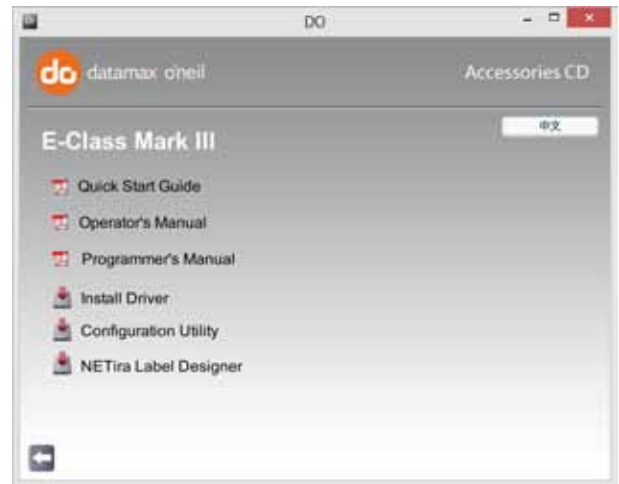 DO
do datamax o'neil
Accessories CD
中文
E-Class Mark III
Quick Start Guide
Operator's Manual
Programmer's Manual
Install Driver
Configuration Utility
NETira Label Designer